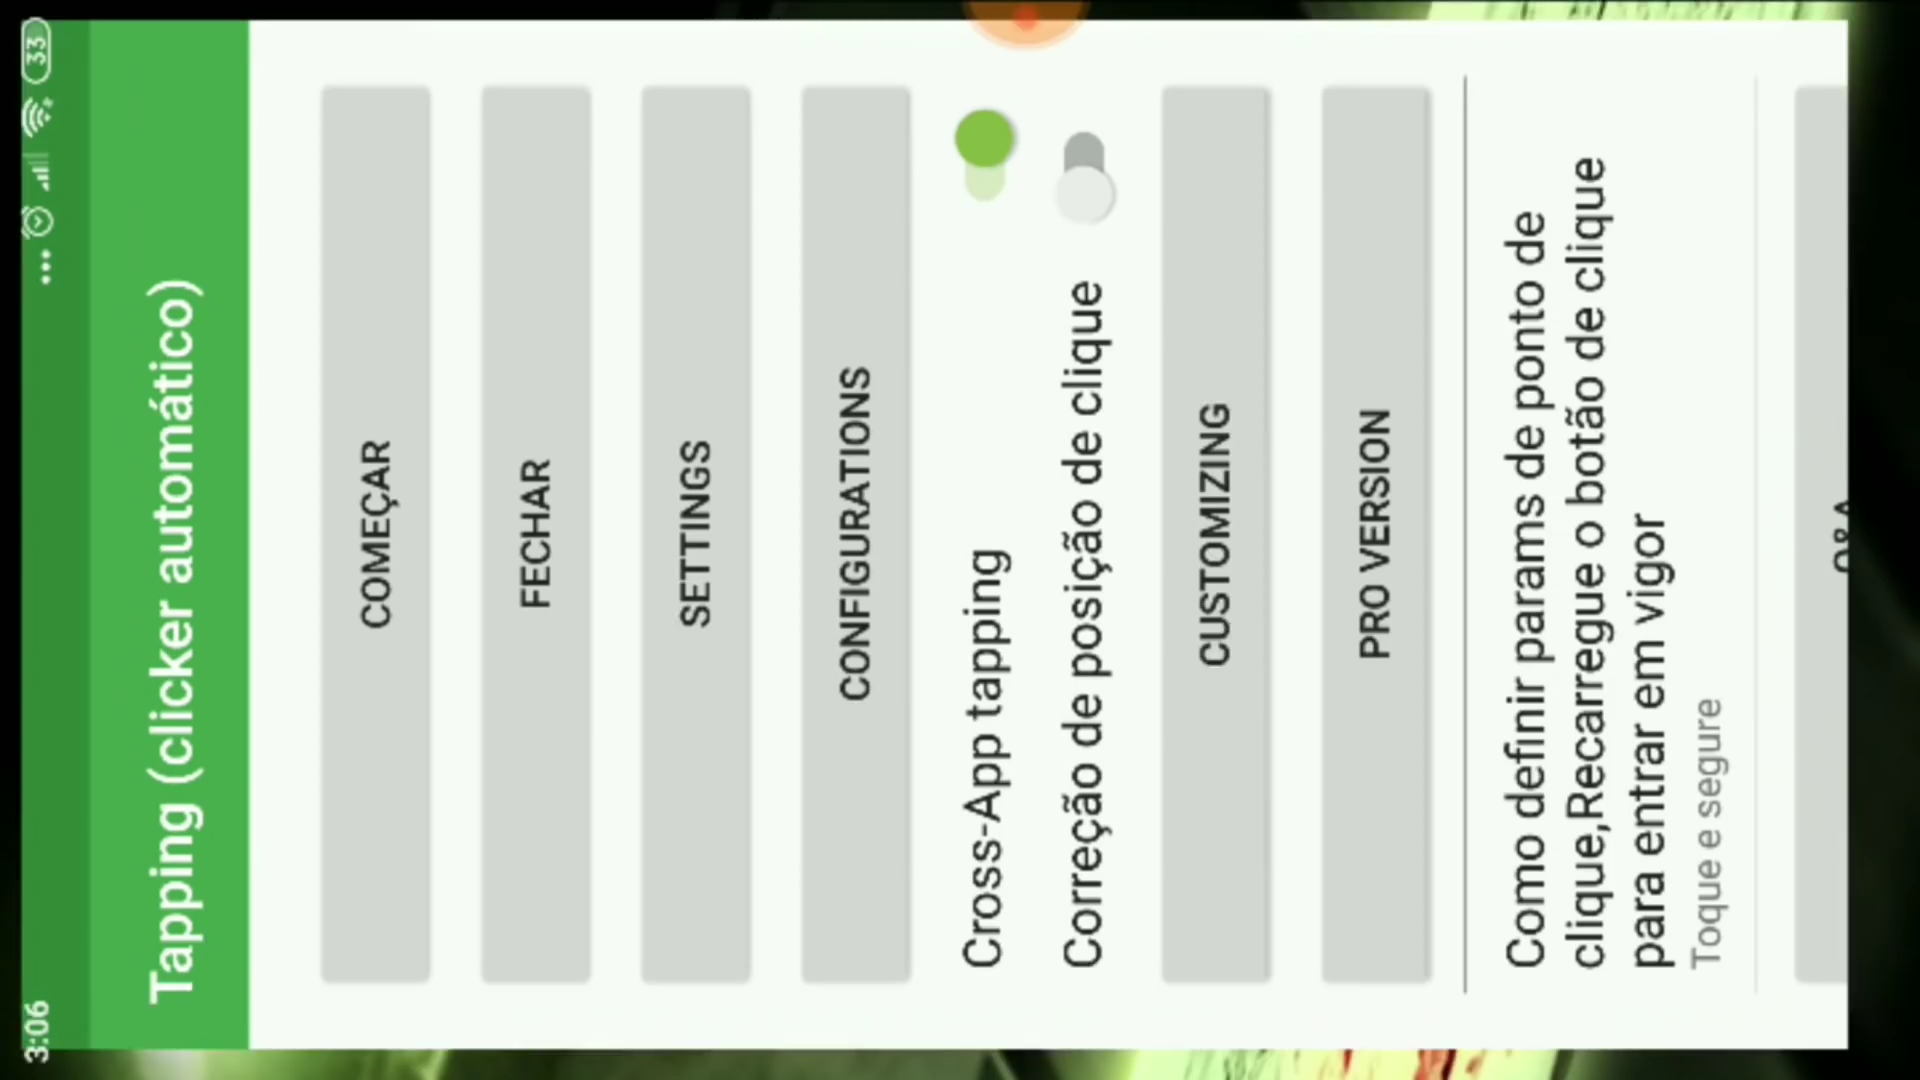 3:06
33
Tapping (clicker automático)
COMEÇAR
FECHAR
SETTINGS
CONFIGURATIONS
Cross-App tapping
Correção de posição de clique
CUSTOMIZING
PRO VERSION
Como definir params de ponto de
clique,Recarregue o botão de clique
para entrar em vigor
Toque e segure